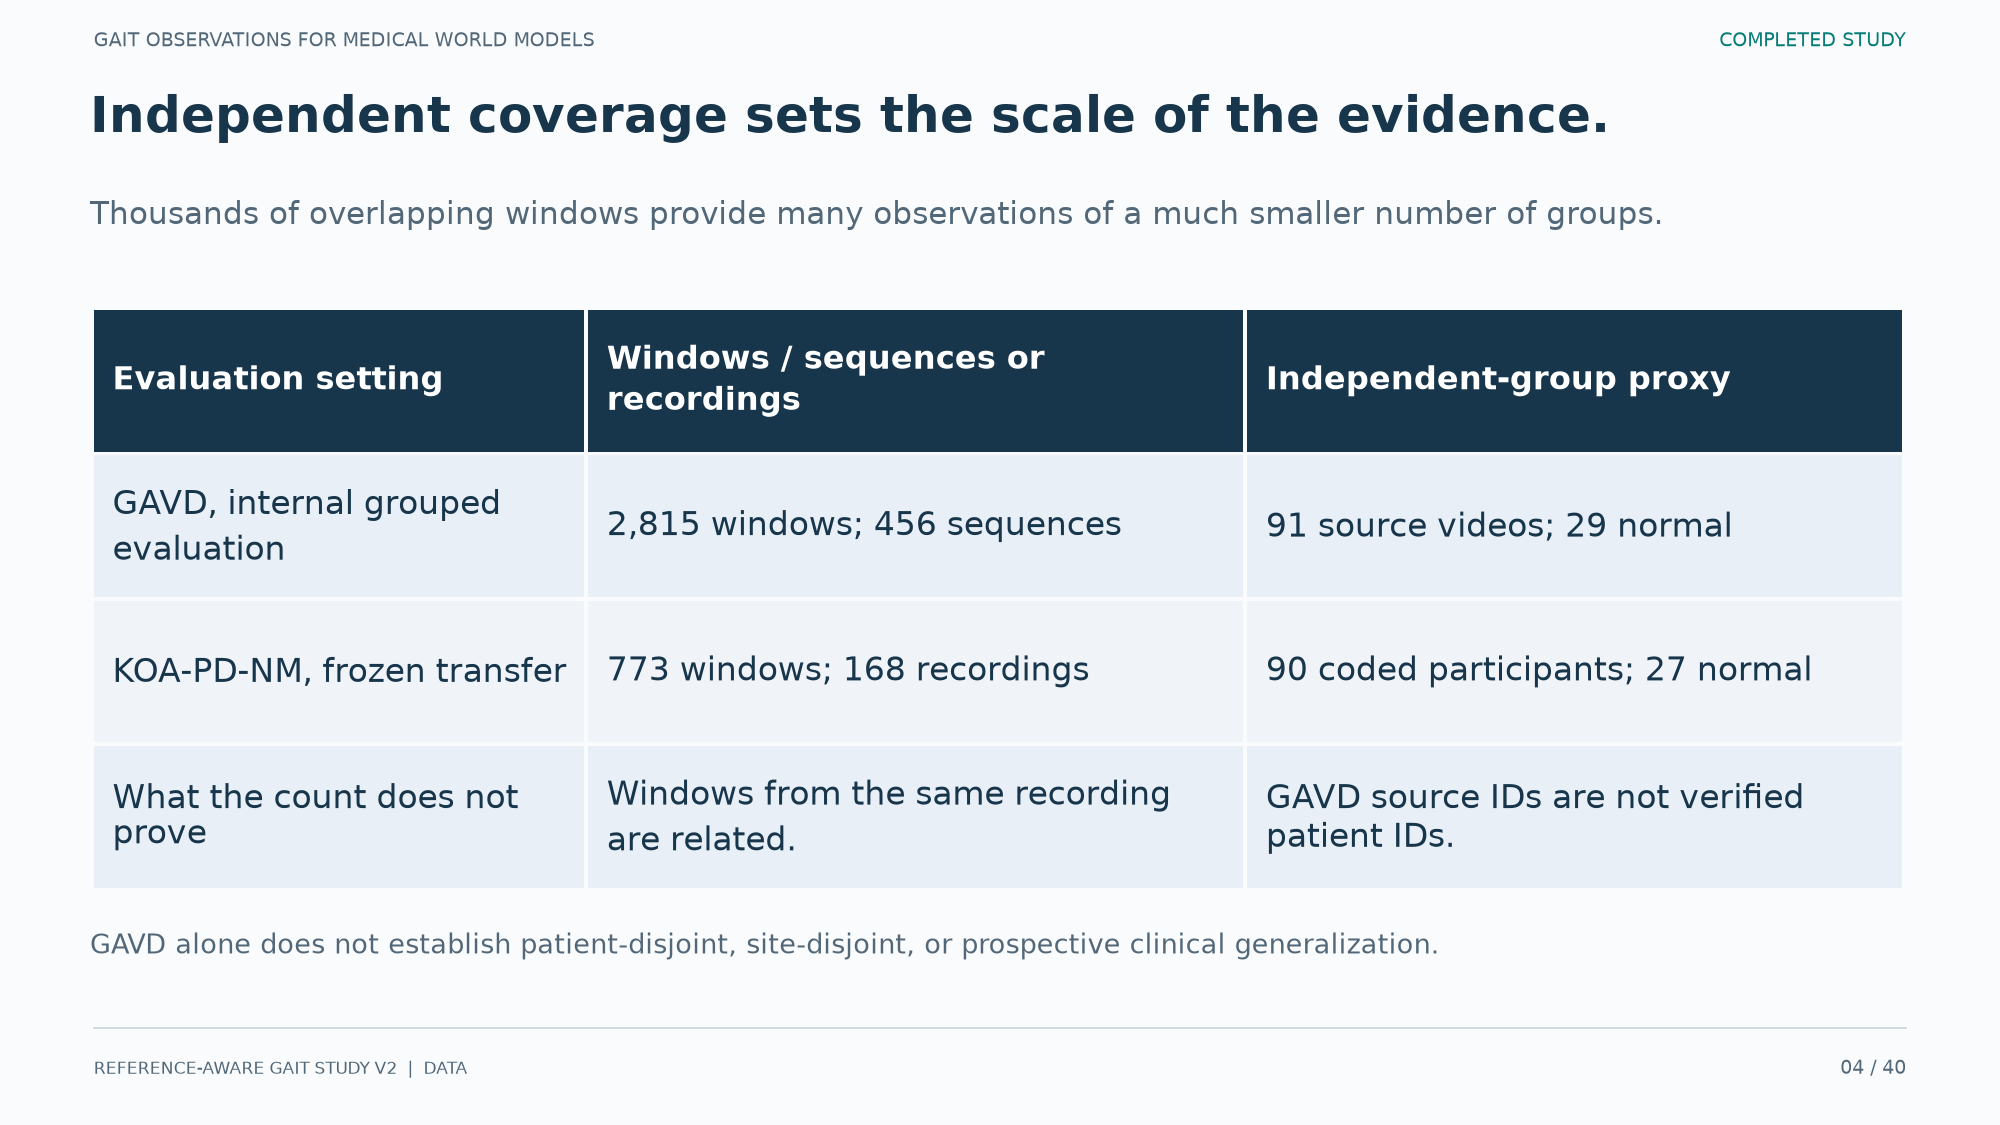 GAIT OBSERVATIONS FOR MEDICAL WORLD MODELS
COMPLETED STUDY
Independent coverage sets the scale of the evidence.
Thousands of overlapping windows provide many observations of a much smaller number of groups.
Evaluation setting
Windows / sequences or
recordings
Independent-group proxy
GAVD, internal grouped
evaluation
2,815 windows; 456 sequences
91 source videos; 29 normal
KOA-PD-NM, frozen transfer
773 windows; 168 recordings
90 coded participants; 27 normal
What the count does not
prove
Windows from the same recording
are related.
GAVD source IDs are not verified
patient IDs.
GAVD alone does not establish patient-disjoint, site-disjoint, or prospective clinical generalization.
REFERENCE-AWARE GAIT STUDY V2 | DATA
04 / 40